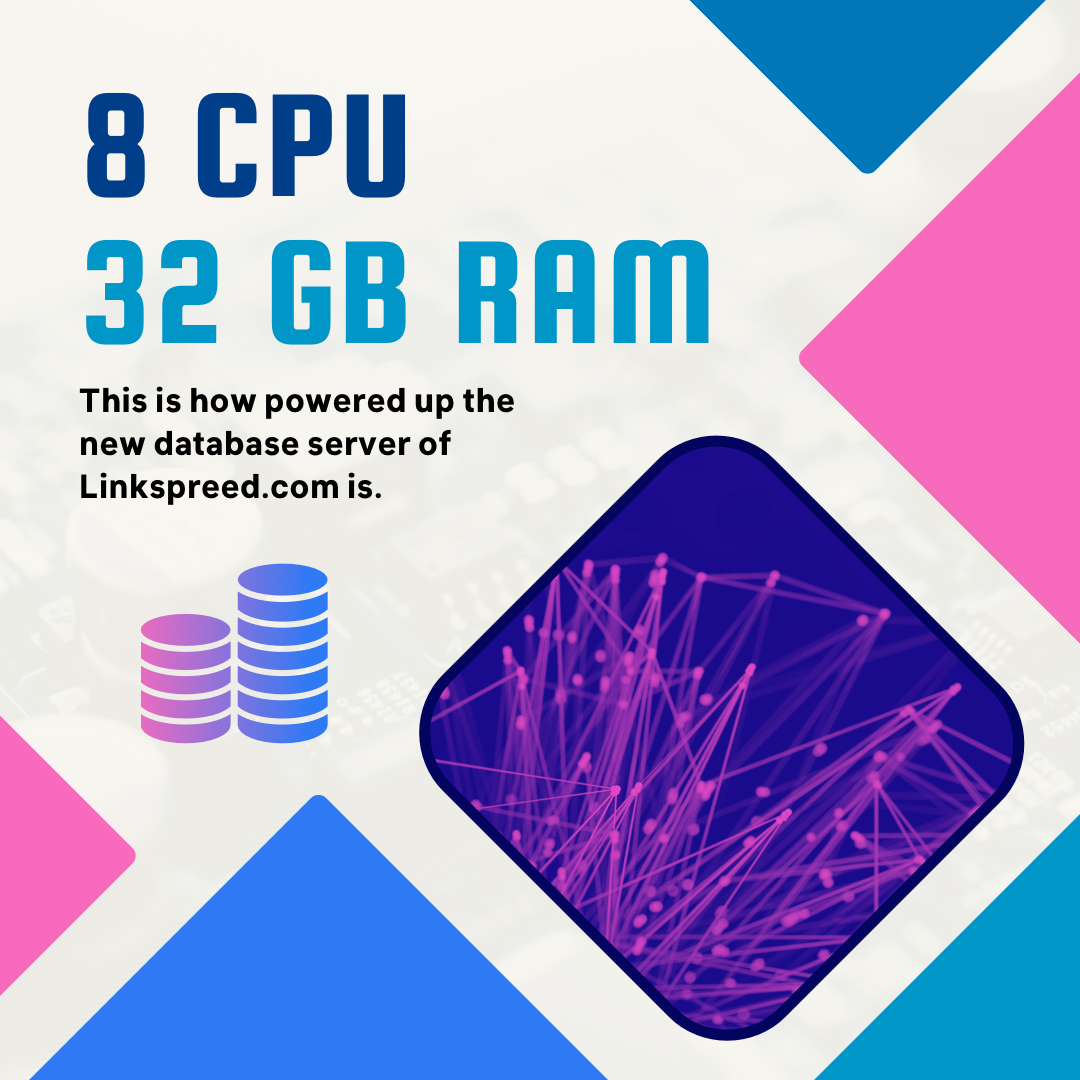 8 CPU
32 GB RAM
This is how powered up the
new database server of
Linkspreed.com is.